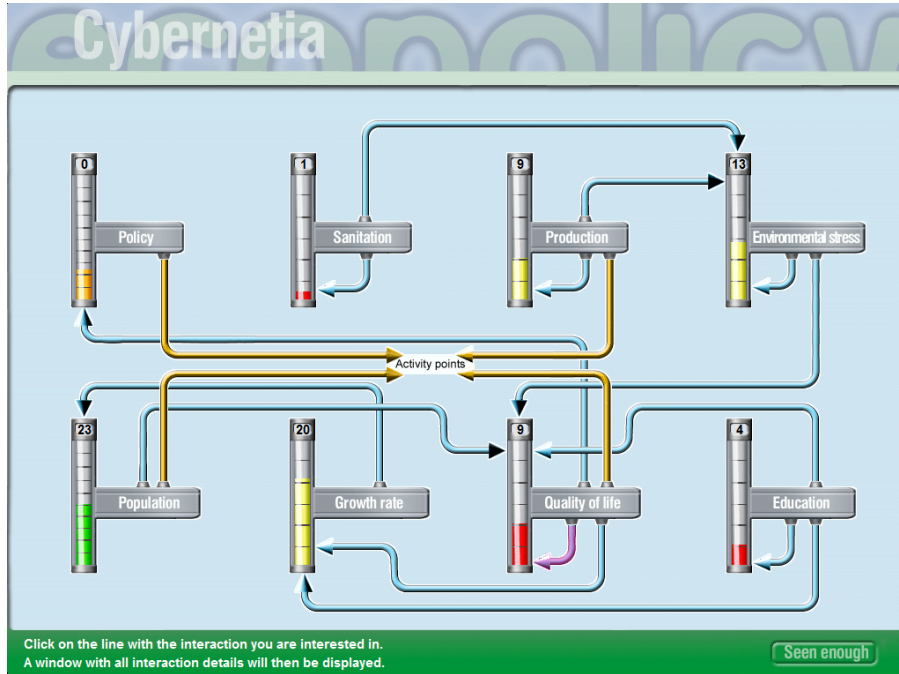 Cybernetia
ecopolicy
0
1
9
13
Policy
Sanitation
Production
Environmental stress
Activity points
23
20
9
4
Population
Growth rate
Quality of life
Education
Click on the line with the interaction you are interested in.
A window with all interaction details will then be displayed.
Seen enough